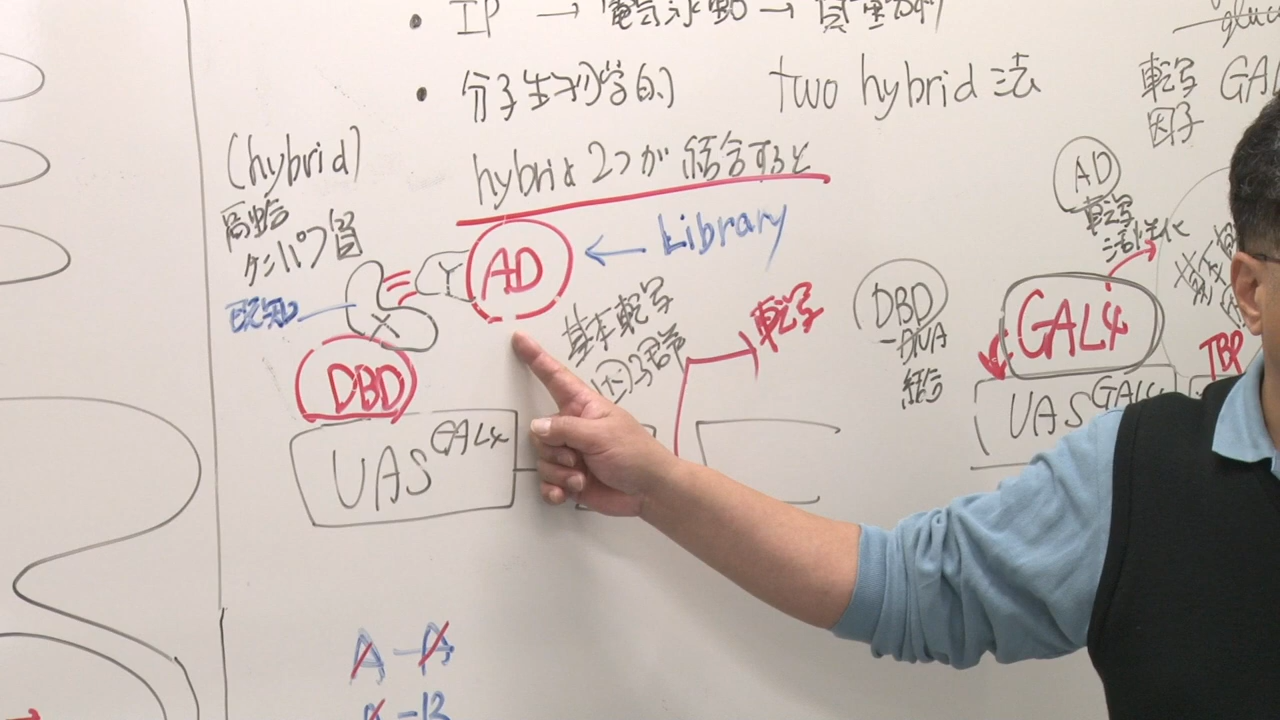 • IP → 電気泳動 → 質量分析
• 分子生物学的 two hybrid 法
(hybrid)
融合
タンパク質
hybrid 2つが結合すると
AD
← Library
既知
X
Y
DBD
UAS GAL4
基本転写
因子群
転写
転写
因子
GAL
AD
転写
活性化
DBD
-DNA
結合
GAL4
UAS GAL4
TBP
A - A
- B